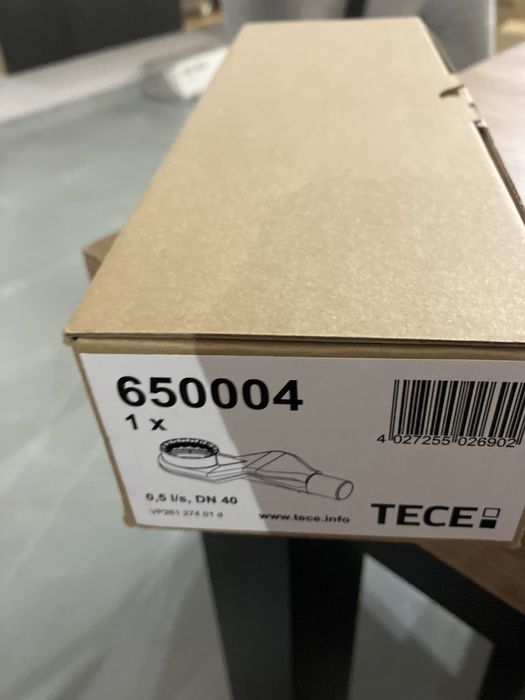 650004
1 x
4 027255 026902
0,5 l/s, DN 40
VP261 274 01 d
www.tece.info
TECE